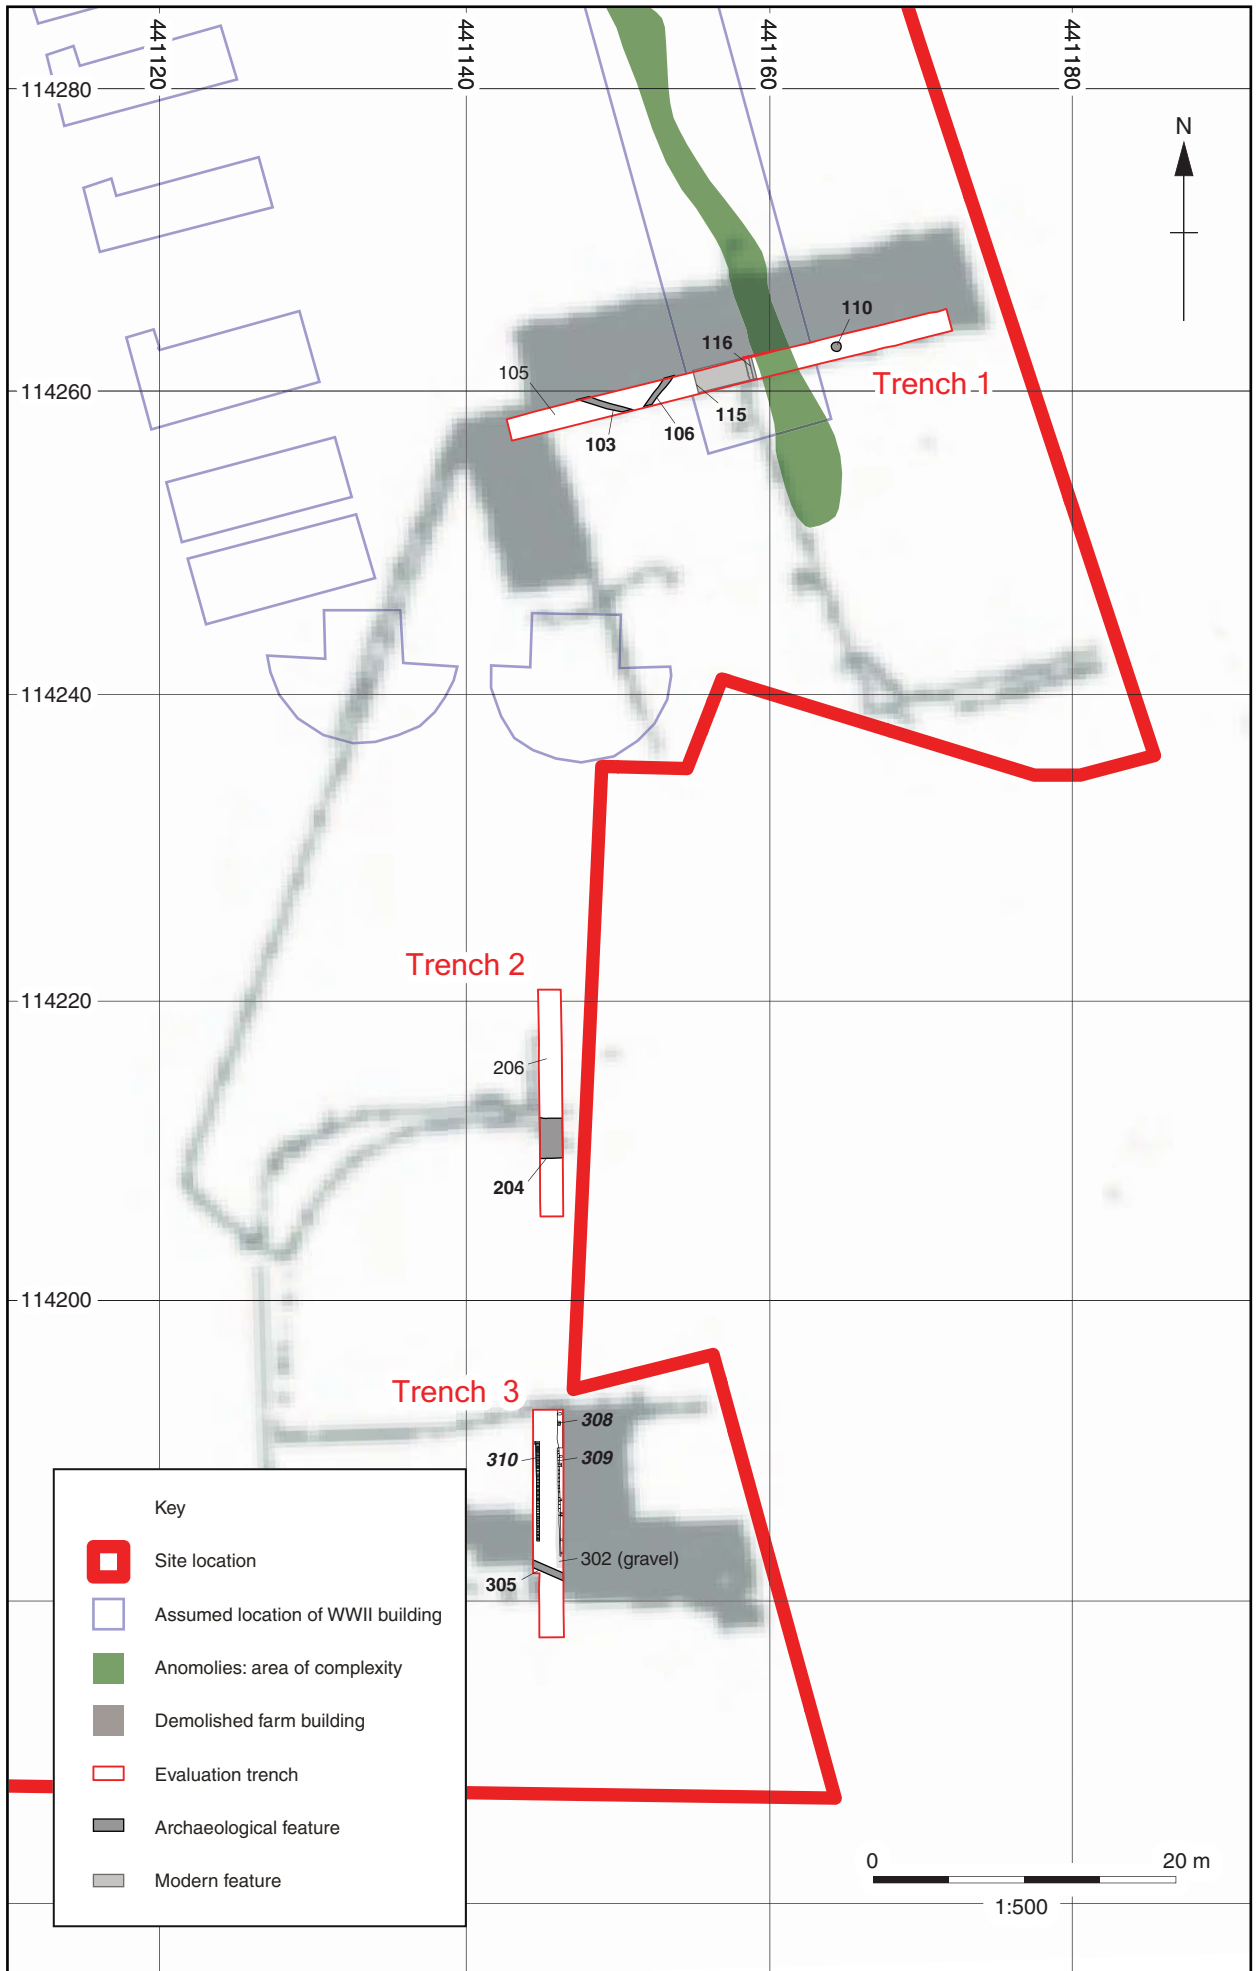 441120
441140
441160
441180
114280
N
110
116
105
114260
Trench 1
115
103
106
114240
Trench 2
114220
206
204
114200
Trench 3
308
310
309
302 (gravel)
305
Key
Site location
Assumed location of WWII building
Anomolies: area of complexity
Demolished farm building
Evaluation trench
Archaeological feature
Modern feature
0
20 m
1:500